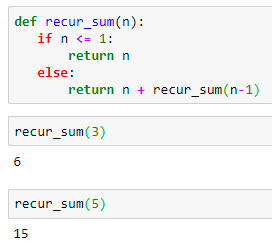 def recur_sum(n):
   if n <= 1:
       return n
   else:
       return n + recur_sum(n-1)
recur_sum(3)
6
recur_sum(5)
15